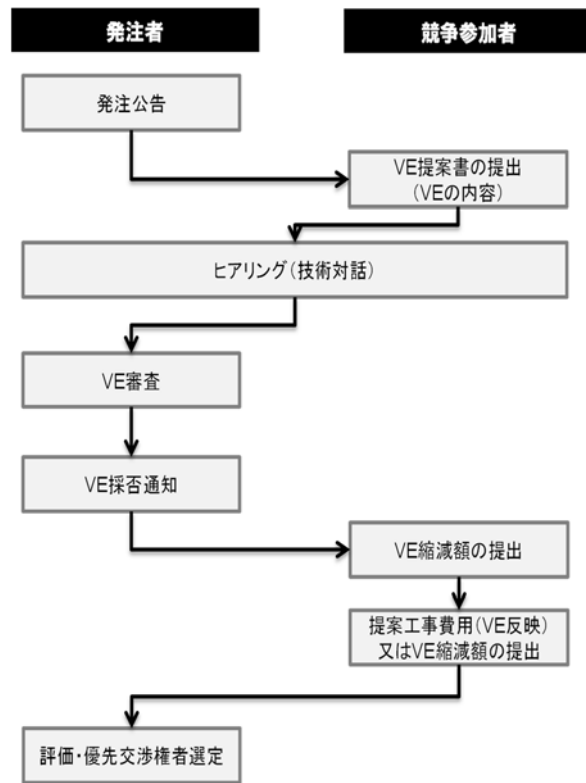 発注者
競争参加者
発注公告
VE提案書の提出
(VEの内容)
ヒアリング(技術対話)
VE審査
VE採否通知
VE縮減額の提出
提案工事費用(VE反映)
又はVE縮減額の提出
評価・優先交渉権者選定